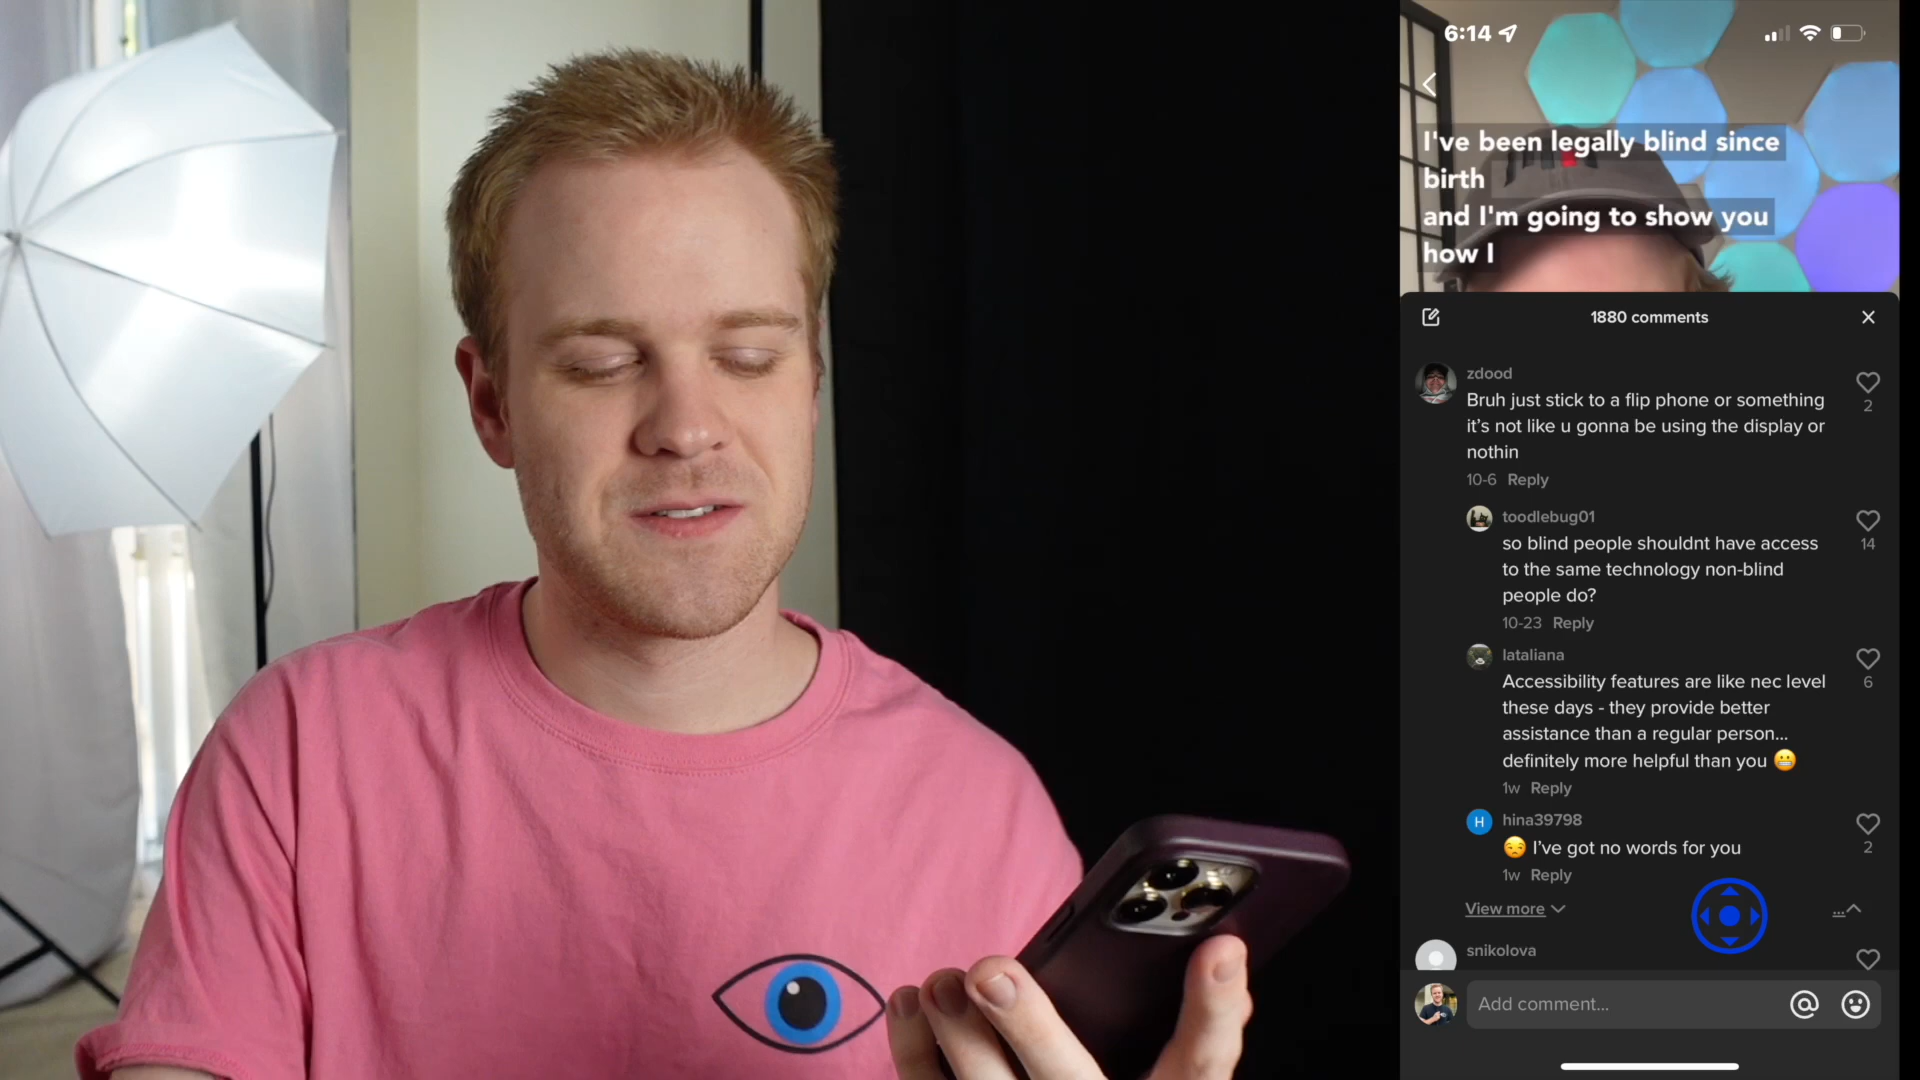 6:14
I've been legally blind since
birth
and I'm going to show you
how I
1880 comments
zdood
Bruh just stick to a flip phone or something
it's not like u gonna be using the display or
nothin
2
10-6 Reply
toodlebug01
so blind people shouldnt have access
to the same technology non-blind
people do?
14
10-23 Reply
lataliana
Accessibility features are like nec level
these days - they provide better
assistance than a regular person...
definitely more helpful than you 😬
6
1w Reply
H
hina39798
😒 I've got no words for you
2
1w Reply
View more
...
snikolova
Add comment...
@